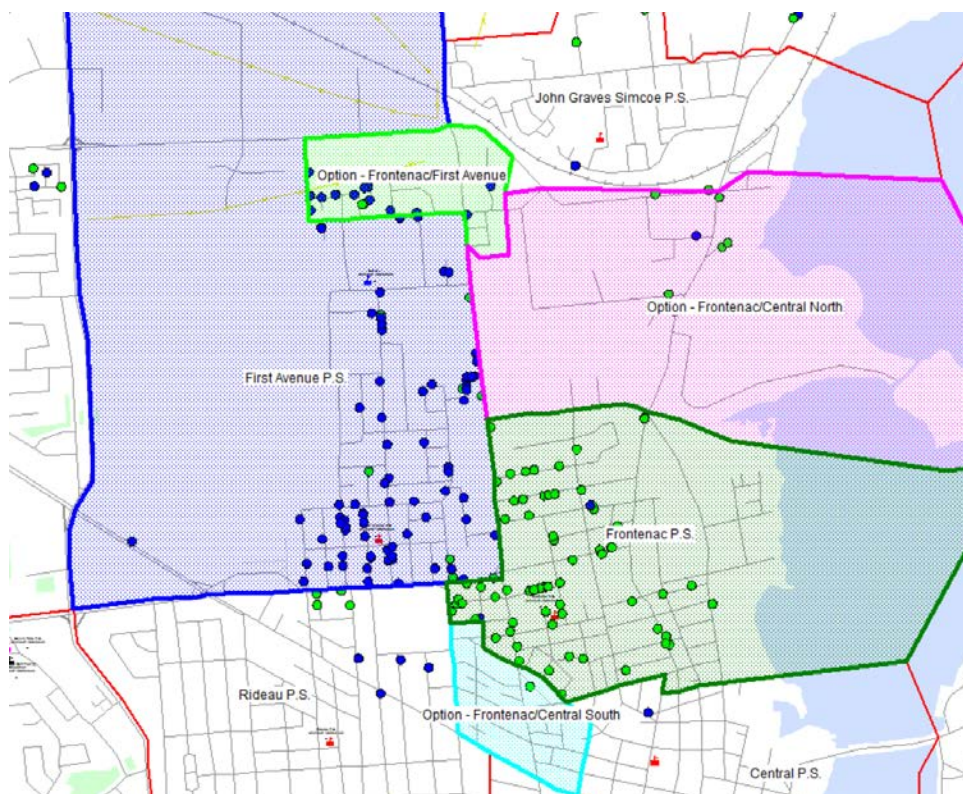 John Graves Simcoe P.S.
Option - Frontenac/First Avenue
Option - Frontenac/Central North
First Avenue P.S.
Frontenac P.S.
Rideau P.S.
Option - Frontenac/Central South
Central P.S.